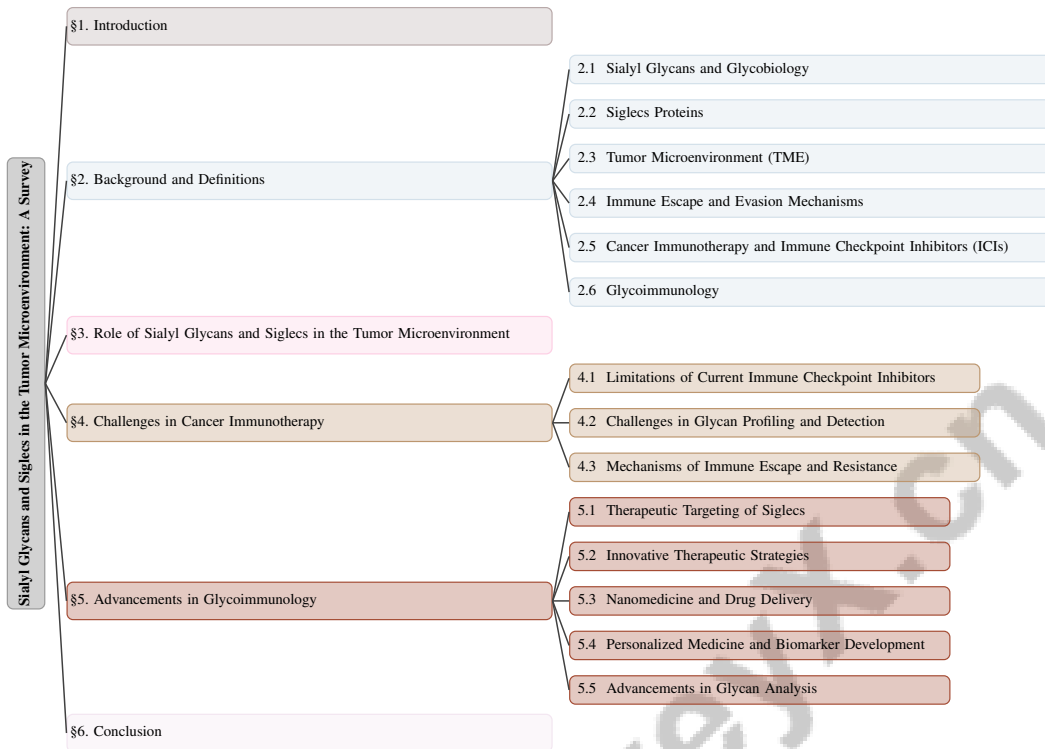 Sialyl Glycans and Siglecs in the Tumor Microenvironment: A Survey
§1. Introduction
§2. Background and Definitions
2.1 Sialyl Glycans and Glycobiology
2.2 Siglecs Proteins
2.3 Tumor Microenvironment (TME)
2.4 Immune Escape and Evasion Mechanisms
2.5 Cancer Immunotherapy and Immune Checkpoint Inhibitors (ICIs)
2.6 Glycoimmunology
§3. Role of Sialyl Glycans and Siglecs in the Tumor Microenvironment
§4. Challenges in Cancer Immunotherapy
4.1 Limitations of Current Immune Checkpoint Inhibitors
4.2 Challenges in Glycan Profiling and Detection
4.3 Mechanisms of Immune Escape and Resistance
§5. Advancements in Glycoimmunology
5.1 Therapeutic Targeting of Siglecs
5.2 Innovative Therapeutic Strategies
5.3 Nanomedicine and Drug Delivery
5.4 Personalized Medicine and Biomarker Development
5.5 Advancements in Glycan Analysis
§6. Conclusion
eyx.cn